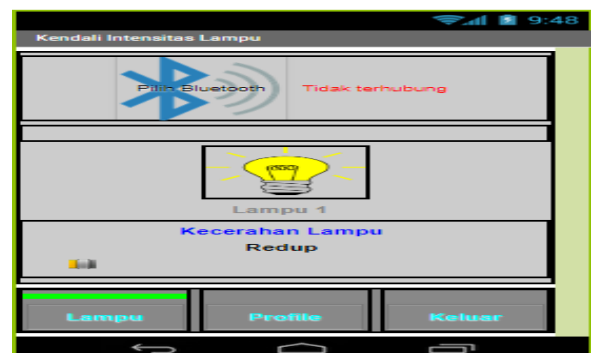 9:48
Kendali Intensitas Lampu
Pilih Bluetooth Tidak terhubung
Lampu 1
Kecerahan Lampu
Redup
Lampu Profile Keluar